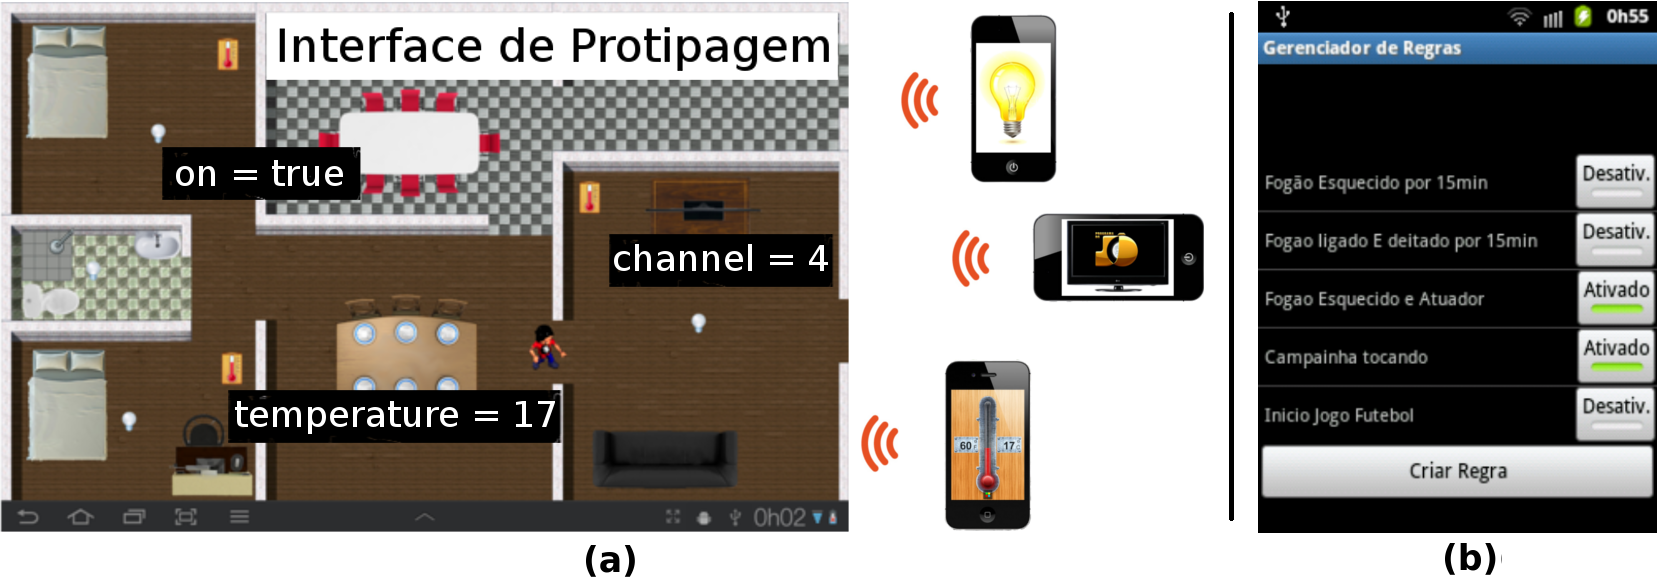 Interface de Protipagem
on = true
channel = 4
temperature = 17
0h02
60
17
(a)
0h55
Gerenciador de Regras
Fogão Esquecido por 15min
Desativ.
Fogao ligado E deitado por 15min
Desativ.
Fogao Esquecido e Atuador
Ativado
Campainha tocando
Ativado
Inicio Jogo Futebol
Desativ.
Criar Regra
(b)